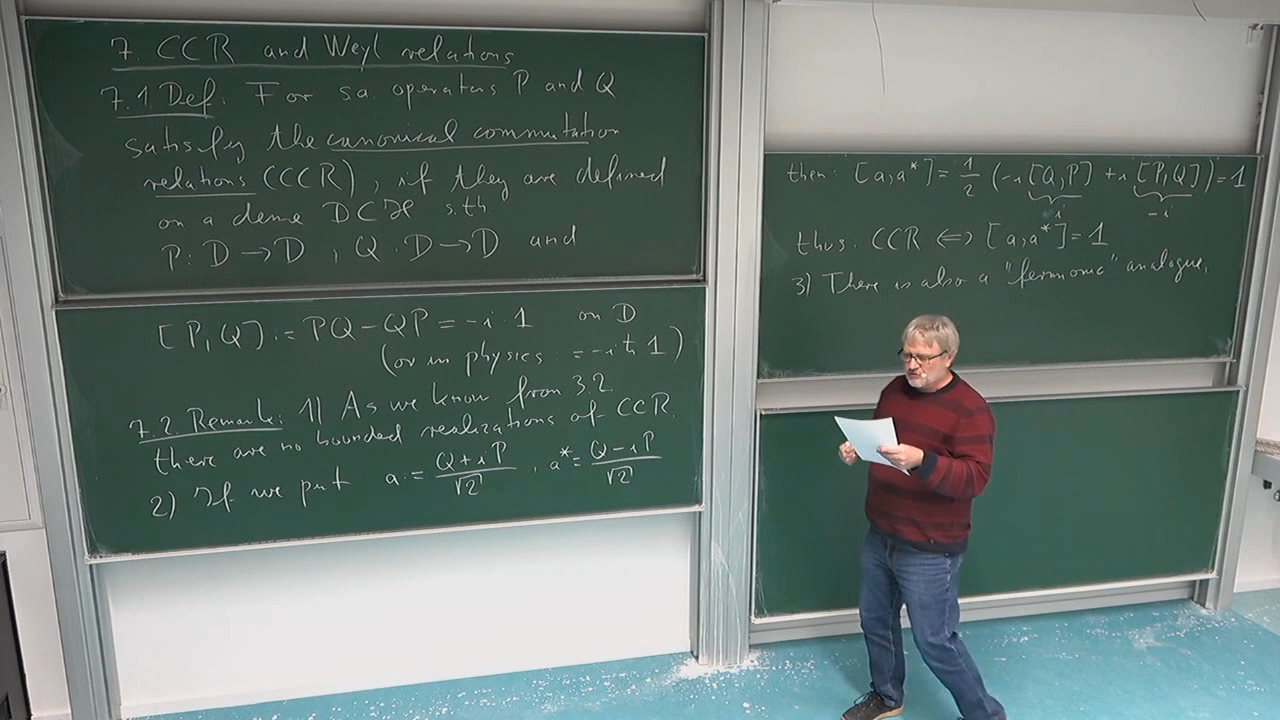 7. CCR and Weyl relations
7.1 Def. For s.a. operators P and Q
satisfy the canonical commutation
relations (CCR), if they are defined
on a dense D⊂ℋ s.th.
P: D → D , Q: D → D and
[P,Q] := PQ - QP = -i·1 on D
(or in physics: = -iħ1)
7.2. Remark: 1) As we know from 3.2.
there are no bounded realizations of CCR.
2) If we put a := (Q+iP)/√2 , a* = (Q-iP)/√2
then: [a,a*] = 1/2 (-i[Q,P] + i[P,Q]) = 1
i -i
thus: CCR ⟺ [a,a*] = 1
3) There is also a "fermionic" analogue,